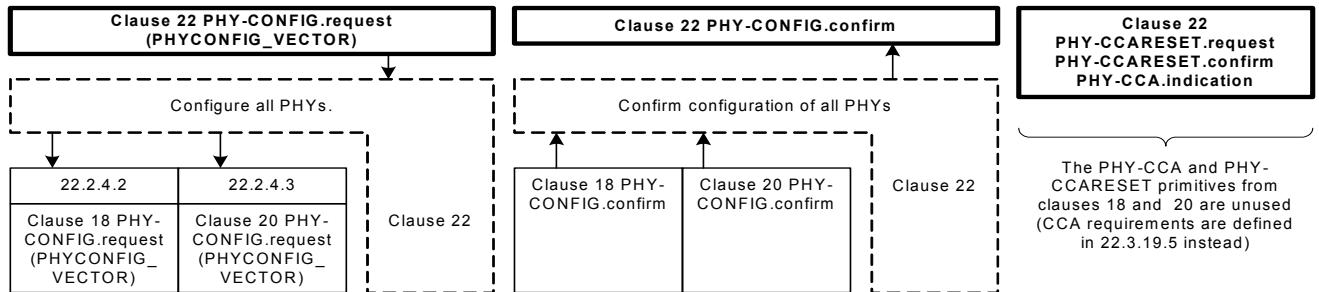 Clause 22 PHY-CONFIG.request
(PHYCONFIG_VECTOR)
Configure all PHYs.
22.2.4.2
Clause 18 PHY-
CONFIG.request
(PHYCONFIG_
VECTOR)
22.2.4.3
Clause 20 PHY-
CONFIG.request
(PHYCONFIG_
VECTOR)
Clause 22
Clause 22 PHY-CONFIG.confirm
Confirm configuration of all PHYs
Clause 18 PHY-
CONFIG.confirm
Clause 20 PHY-
CONFIG.confirm
Clause 22
Clause 22
PHY-CCARESET.request
PHY-CCARESET.confirm
PHY-CCA.indication
The PHY-CCA and PHY-
CCARESET primitives from
clauses 18 and 20 are unused
(CCA requirements are defined
in 22.3.19.5 instead)